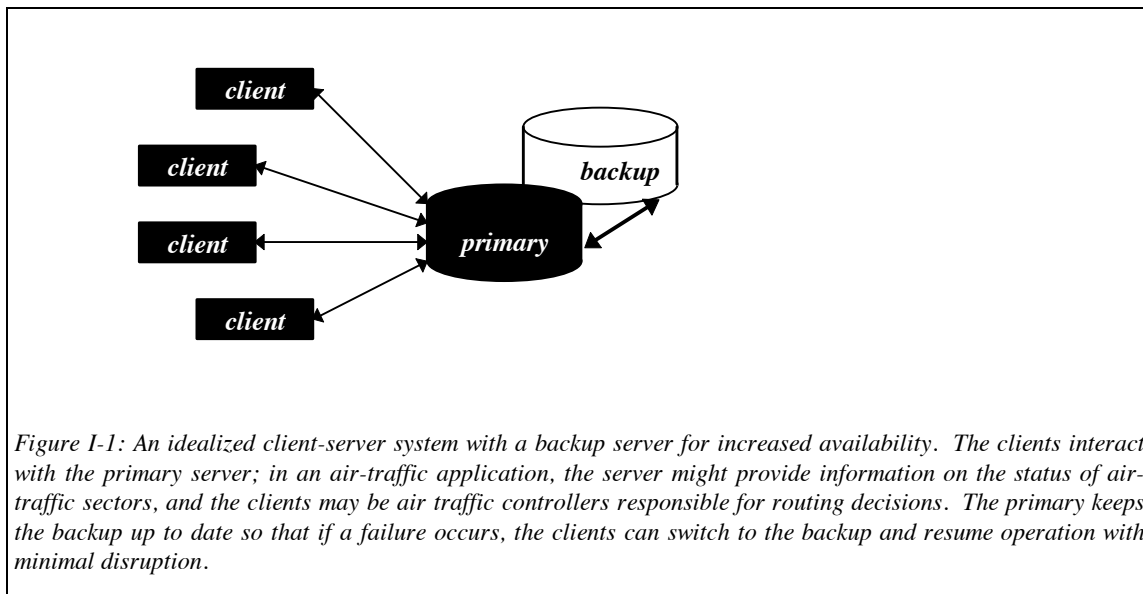 client
backup
client
client
primary
client
Figure I-1: An idealized client-server system with a backup server for increased availability. The clients interact
with the primary server; in an air-traffic application, the server might provide information on the status of air-
traffic sectors, and the clients may be air traffic controllers responsible for routing decisions. The primary keeps
the backup up to date so that if a failure occurs, the clients can switch to the backup and resume operation with
minimal disruption.